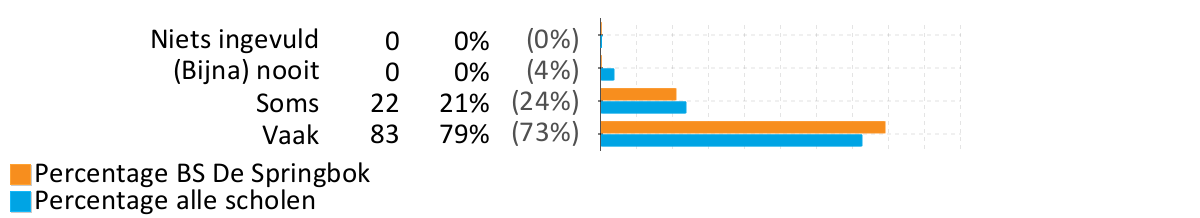 Niets ingevuld 0 0% (0%)
(Bijna) nooit 0 0% (4%)
Soms 22 21% (24%)
Vaak 83 79% (73%)
Percentage BS De Springbok
Percentage alle scholen